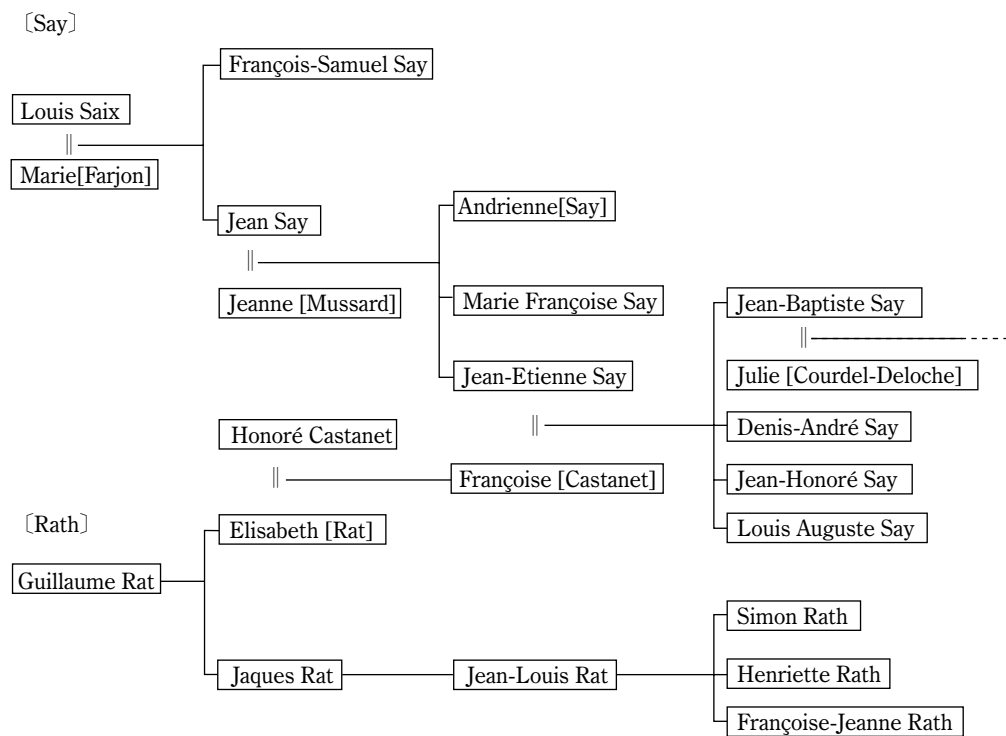 〔Say〕
François-Samuel Say
Louis Saix
Marie[Farjon]
Jean Say
Andrienne[Say]
Jeanne [Mussard]
Marie Françoise Say
Jean-Baptiste Say
Jean-Etienne Say
Julie [Courdel-Deloche]
Honoré Castanet
Denis-André Say
Françoise [Castanet]
Jean-Honoré Say
〔Rath〕
Elisabeth [Rat]
Louis Auguste Say
Guillaume Rat
Simon Rath
Jaques Rat
Jean-Louis Rat
Henriette Rath
Françoise-Jeanne Rath